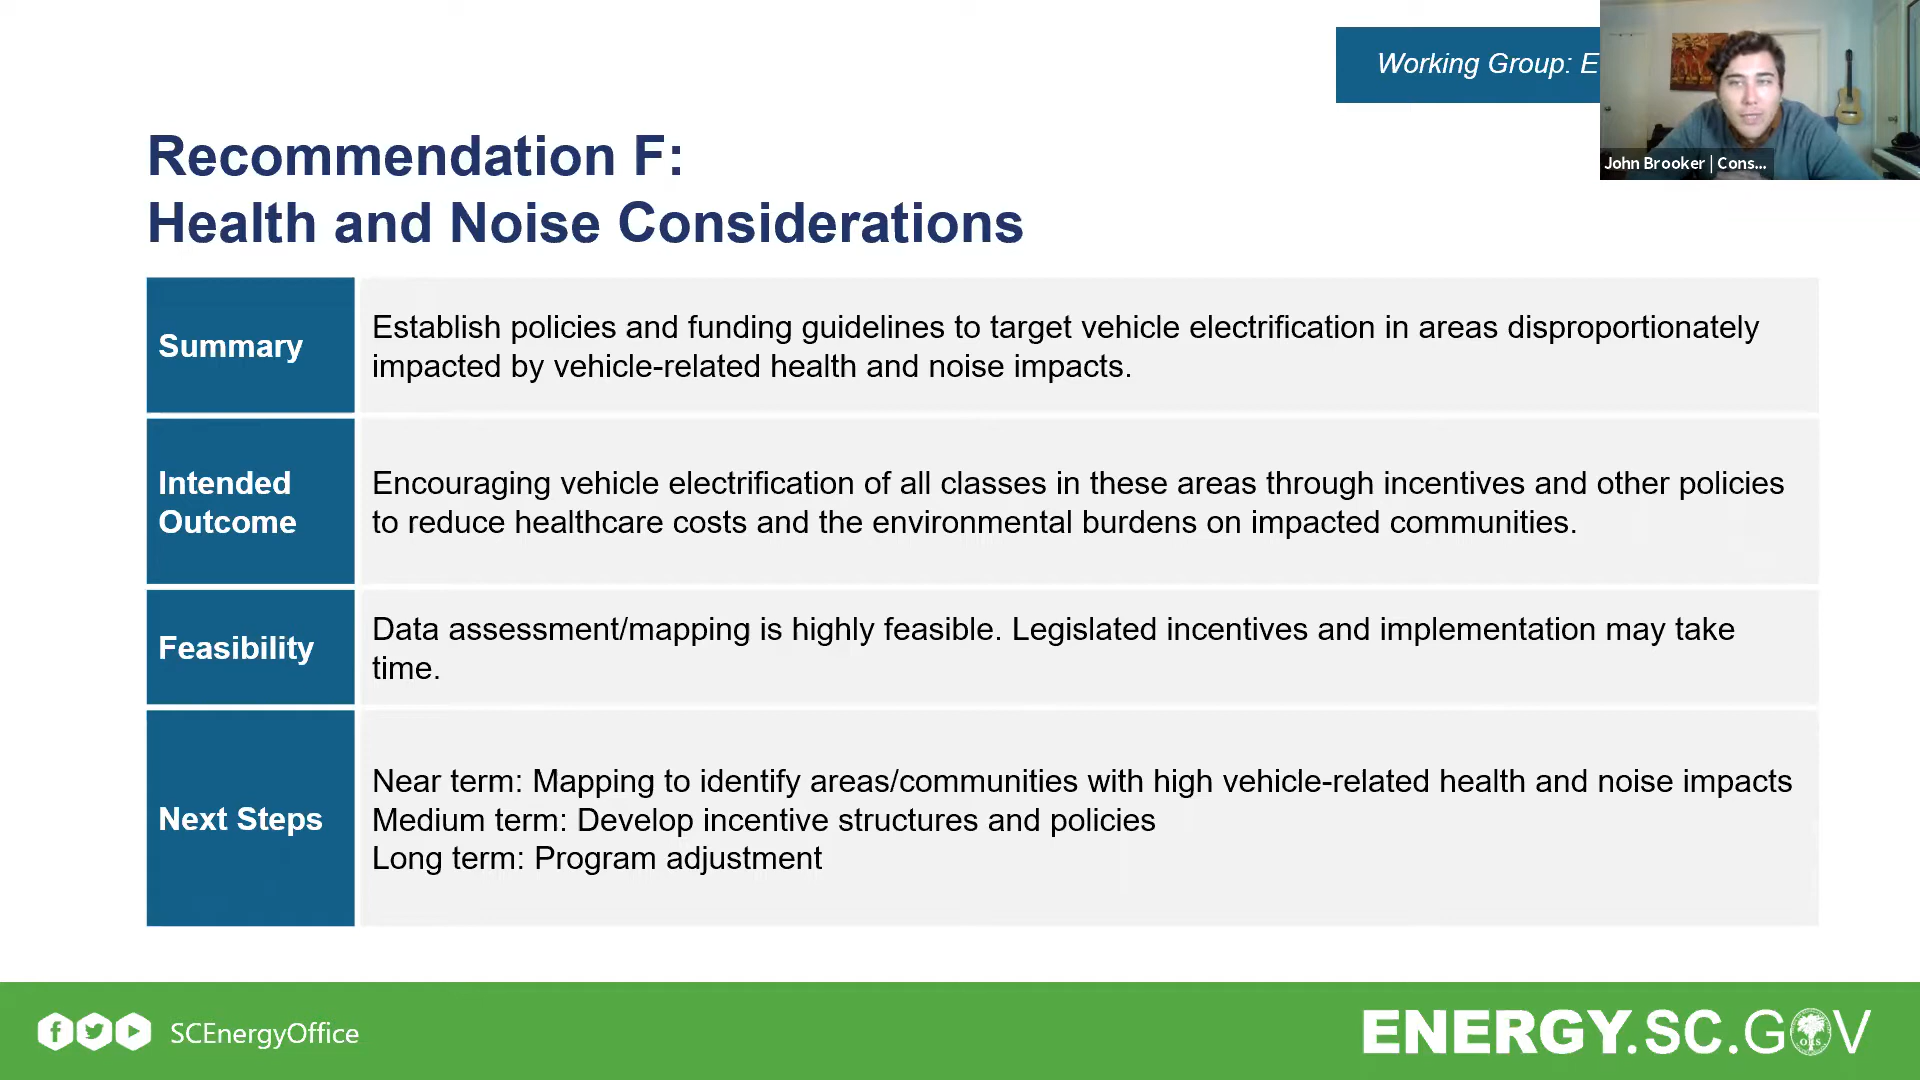 Working Group: E
John Brooker | Cons...
Recommendation F:
Health and Noise Considerations
Summary
Establish policies and funding guidelines to target vehicle electrification in areas disproportionately
impacted by vehicle-related health and noise impacts.
Intended
Outcome
Encouraging vehicle electrification of all classes in these areas through incentives and other policies
to reduce healthcare costs and the environmental burdens on impacted communities.
Feasibility
Data assessment/mapping is highly feasible. Legislated incentives and implementation may take
time.
Next Steps
Near term: Mapping to identify areas/communities with high vehicle-related health and noise impacts
Medium term: Develop incentive structures and policies
Long term: Program adjustment
SCEnergyOffice
ENERGY.SC.GOV